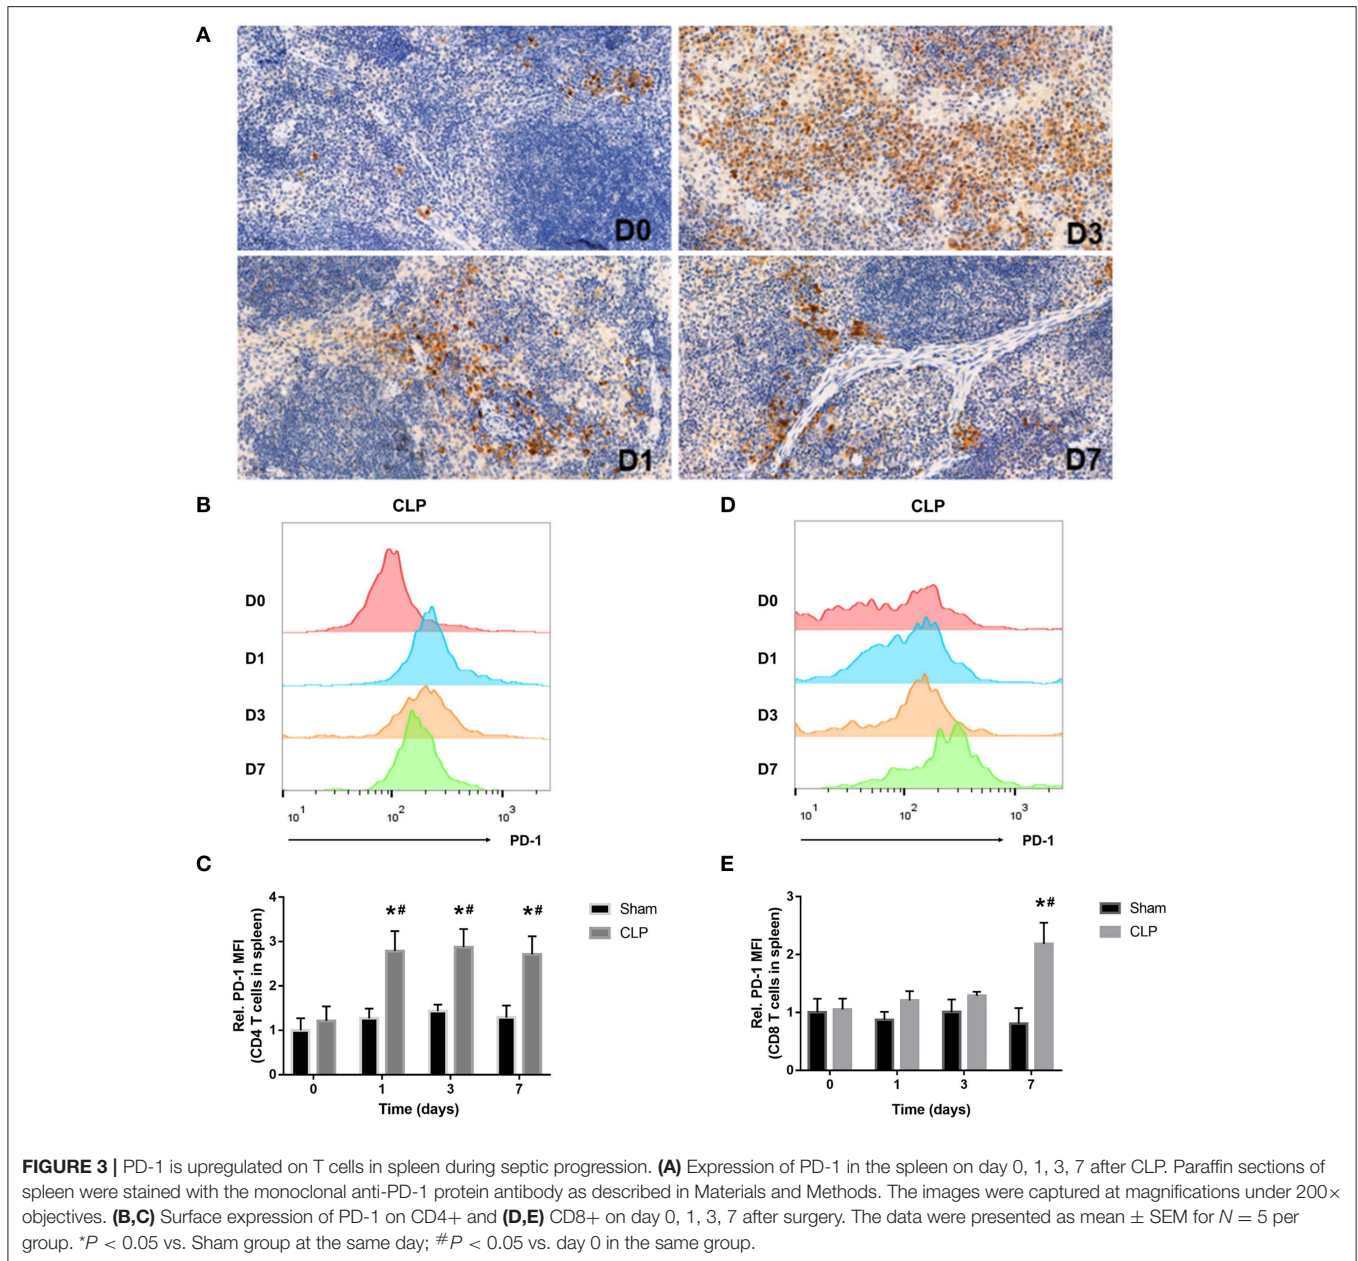 A
D0
D3
D1
D7
B
CLP
D0
D1
D3
D7
10^1 10^2 10^3
PD-1
D
CLP
D0
D1
D3
D7
10^1 10^2 10^3
PD-1
C
Rel. PD-1 MFI
(CD4 T cells in spleen)
4
3
2
1
0
*# *# *#
Sham
CLP
0 1 3 7
Time (days)
E
Rel. PD-1 MFI
(CD8 T cells in spleen)
3
2
1
0
*#
Sham
CLP
0 1 3 7
Time (days)
FIGURE 3 | PD-1 is upregulated on T cells in spleen during septic progression. (A) Expression of PD-1 in the spleen on day 0, 1, 3, 7 after CLP. Paraffin sections of
spleen were stained with the monoclonal anti-PD-1 protein antibody as described in Materials and Methods. The images were captured at magnifications under 200×
objectives. (B,C) Surface expression of PD-1 on CD4+ and (D,E) CD8+ on day 0, 1, 3, 7 after surgery. The data were presented as mean ± SEM for N = 5 per
group. *P < 0.05 vs. Sham group at the same day; #P < 0.05 vs. day 0 in the same group.